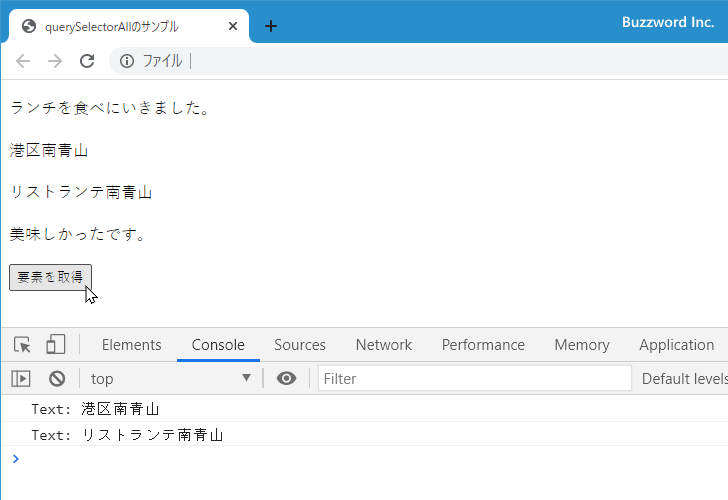 querySelectorAllのサンプル
Buzzword Inc.
ファイル
ランチを食べにいきました。
港区南青山
リストランテ南青山
美味しかったです。
要素を取得
Elements Console Sources Network Performance Memory Application
top Filter Default levels
Text: 港区南青山
Text: リストランテ南青山